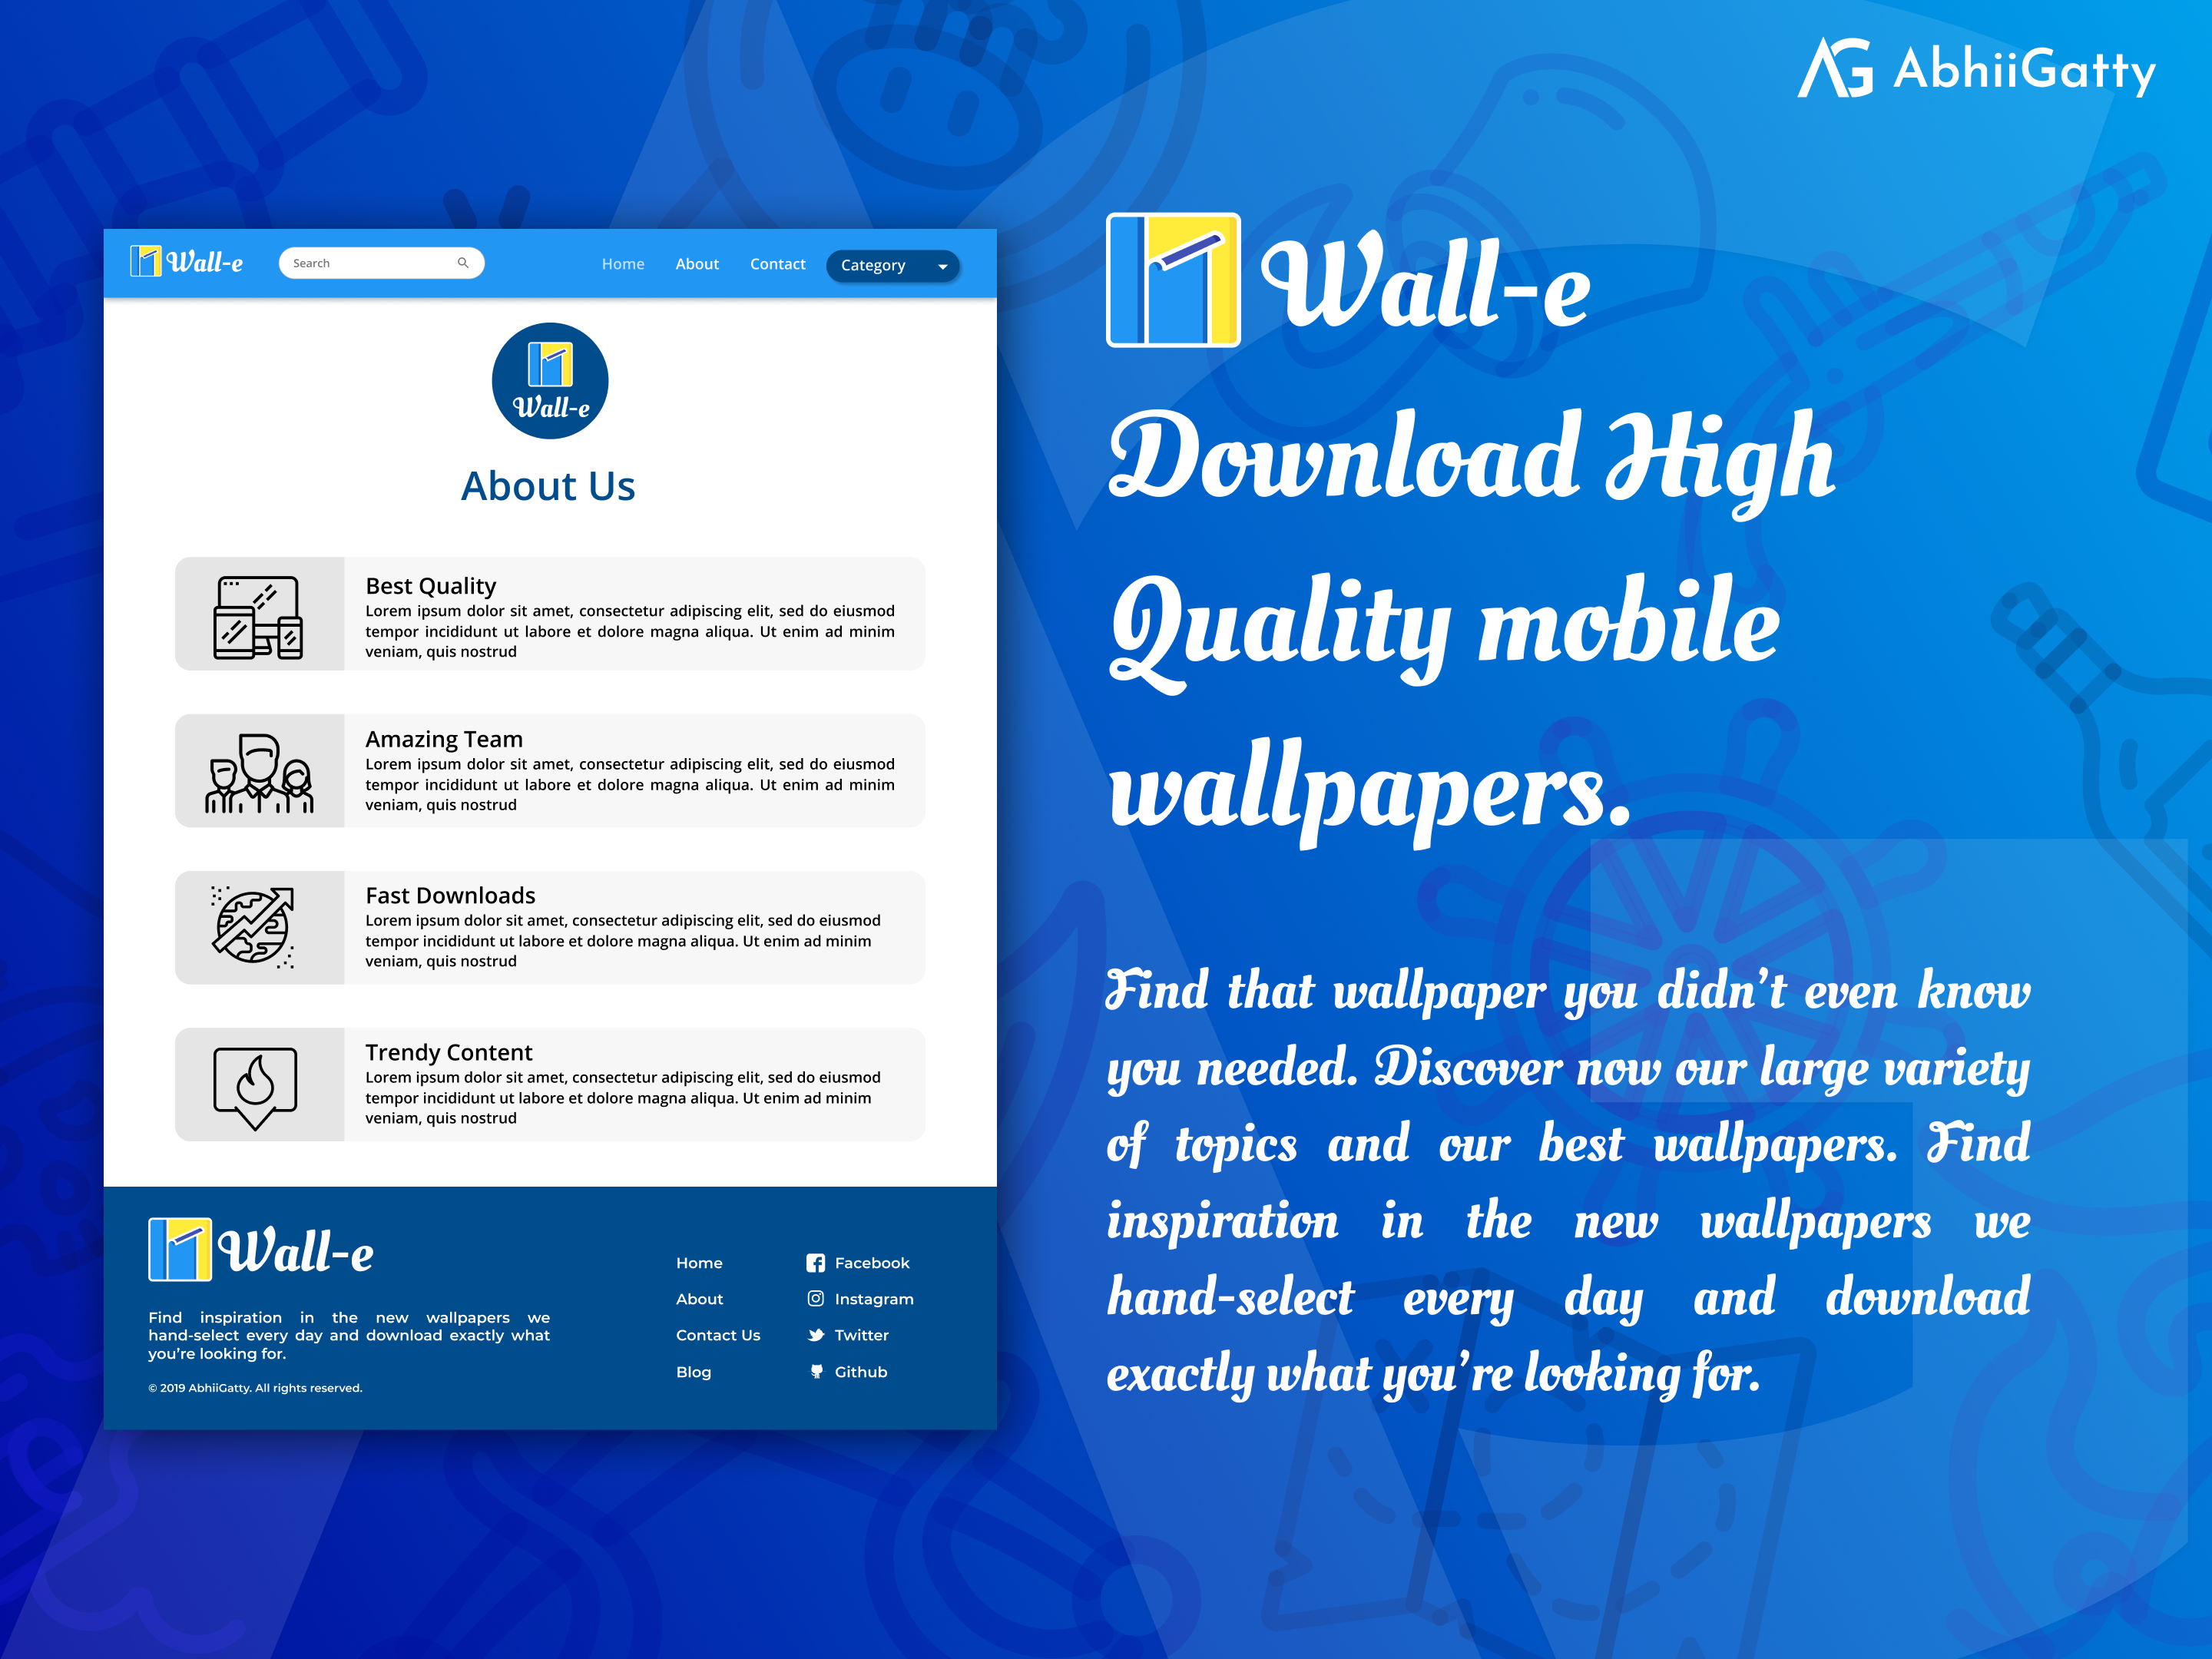 AG AbhiiGatty
Wall-e
Search
Home About Contact Category
Wall-e
About Us
Best Quality
Lorem ipsum dolor sit amet, consectetur adipiscing elit, sed do eiusmod
tempor incididunt ut labore et dolore magna aliqua. Ut enim ad minim
veniam, quis nostrud
Amazing Team
Lorem ipsum dolor sit amet, consectetur adipiscing elit, sed do eiusmod
tempor incididunt ut labore et dolore magna aliqua. Ut enim ad minim
veniam, quis nostrud
Fast Downloads
Lorem ipsum dolor sit amet, consectetur adipiscing elit, sed do eiusmod
tempor incididunt ut labore et dolore magna aliqua. Ut enim ad minim
veniam, quis nostrud
Trendy Content
Lorem ipsum dolor sit amet, consectetur adipiscing elit, sed do eiusmod
tempor incididunt ut labore et dolore magna aliqua. Ut enim ad minim
veniam, quis nostrud
Wall-e
Find inspiration in the new wallpapers we
hand-select every day and download exactly what
you're looking for.
© 2019 AbhiiGatty. All rights reserved.
Home
About
Contact Us
Blog
Facebook
Instagram
Twitter
Github
Wall-e
Download High
Quality mobile
wallpapers.
Find that wallpaper you didn't even know
you needed. Discover now our large variety
of topics and our best wallpapers. Find
inspiration in the new wallpapers we
hand-select every day and download
exactly what you're looking for.